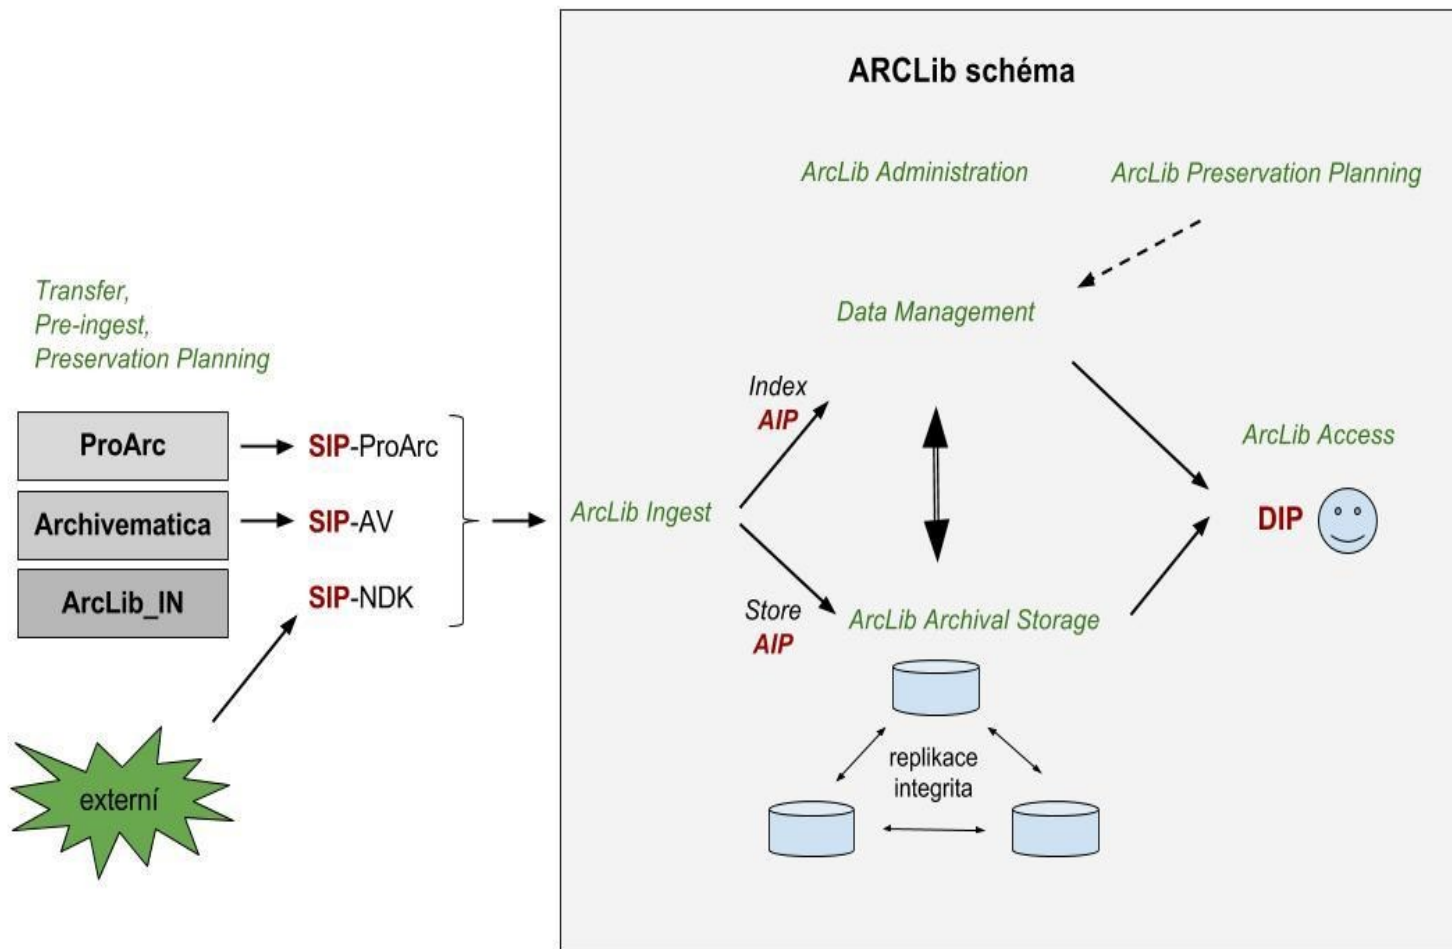 ARCLib schéma
ArcLib Administration
ArcLib Preservation Planning
Transfer,
Pre-ingest,
Preservation Planning
Data Management
Index
AIP
ProArc
SIP-ProArc
ArcLib Access
Archivematica
SIP-AV
ArcLib Ingest
DIP
ArcLib_IN
SIP-NDK
Store
AIP
ArcLib Archival Storage
replikace
integrita
externí